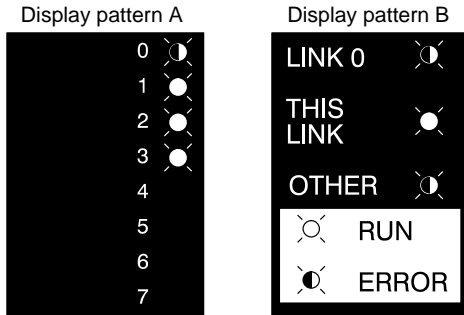 Display pattern A
0
1
2
3
4
5
6
7
Display pattern B
LINK 0
THIS
LINK
OTHER
RUN
ERROR